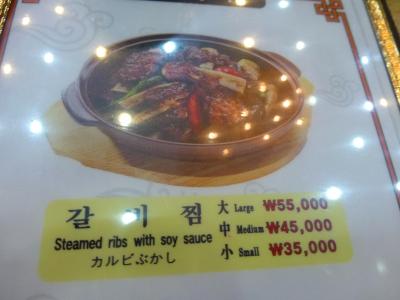 갈비찜
Steamed ribs with soy sauce
カルビぶかし
大 Large ₩55,000
中 Medium ₩45,000
小 Small ₩35,000